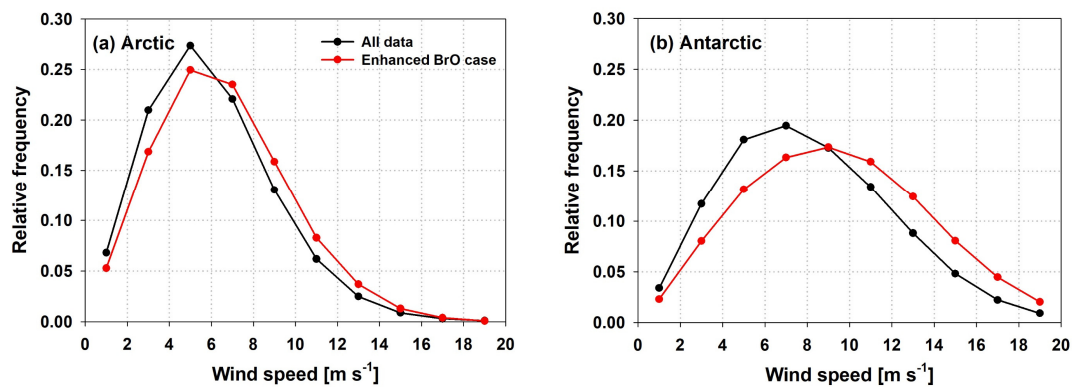 (a) Arctic
All data
Enhanced BrO case
0.30
0.25
0.20
0.15
0.10
0.05
0.00
Relative frequency
0 2 4 6 8 10 12 14 16 18 20
Wind speed [m s⁻¹]
(b) Antarctic
0.30
0.25
0.20
0.15
0.10
0.05
0.00
Relative frequency
0 2 4 6 8 10 12 14 16 18 20
Wind speed [m s⁻¹]